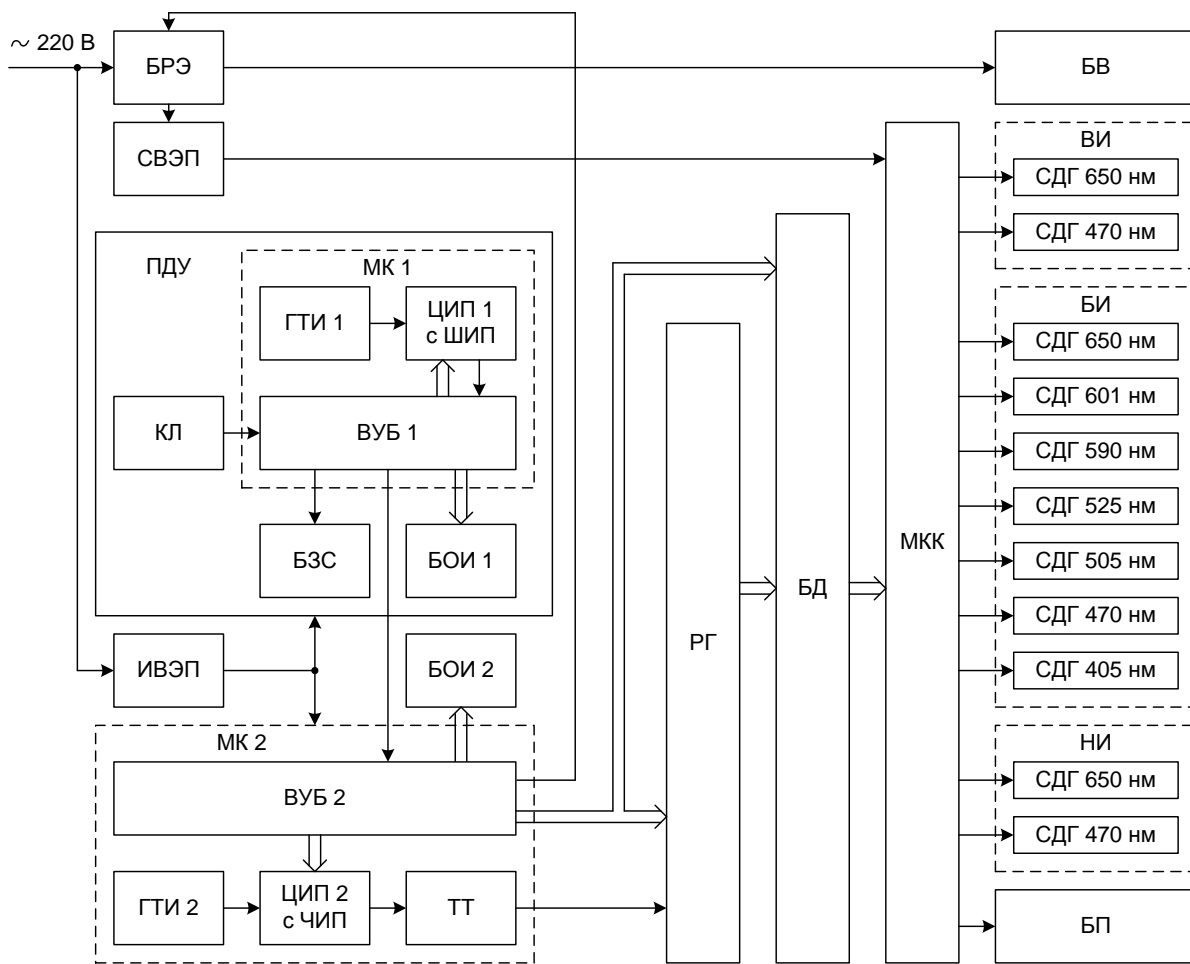 ~ 220 В
БРЭ
БВ
СВЭП
ВИ
СДГ 650 нм
СДГ 470 нм
ПДУ
МК 1
ГТИ 1
ЦИП 1
с ШИП
КЛ
ВУБ 1
БЗС
БОИ 1
ИВЭП
БОИ 2
МК 2
ВУБ 2
ГТИ 2
ЦИП 2
с ЧИП
ТТ
РГ
БД
МКК
БИ
СДГ 650 нм
СДГ 601 нм
СДГ 590 нм
СДГ 525 нм
СДГ 505 нм
СДГ 470 нм
СДГ 405 нм
НИ
СДГ 650 нм
СДГ 470 нм
БП